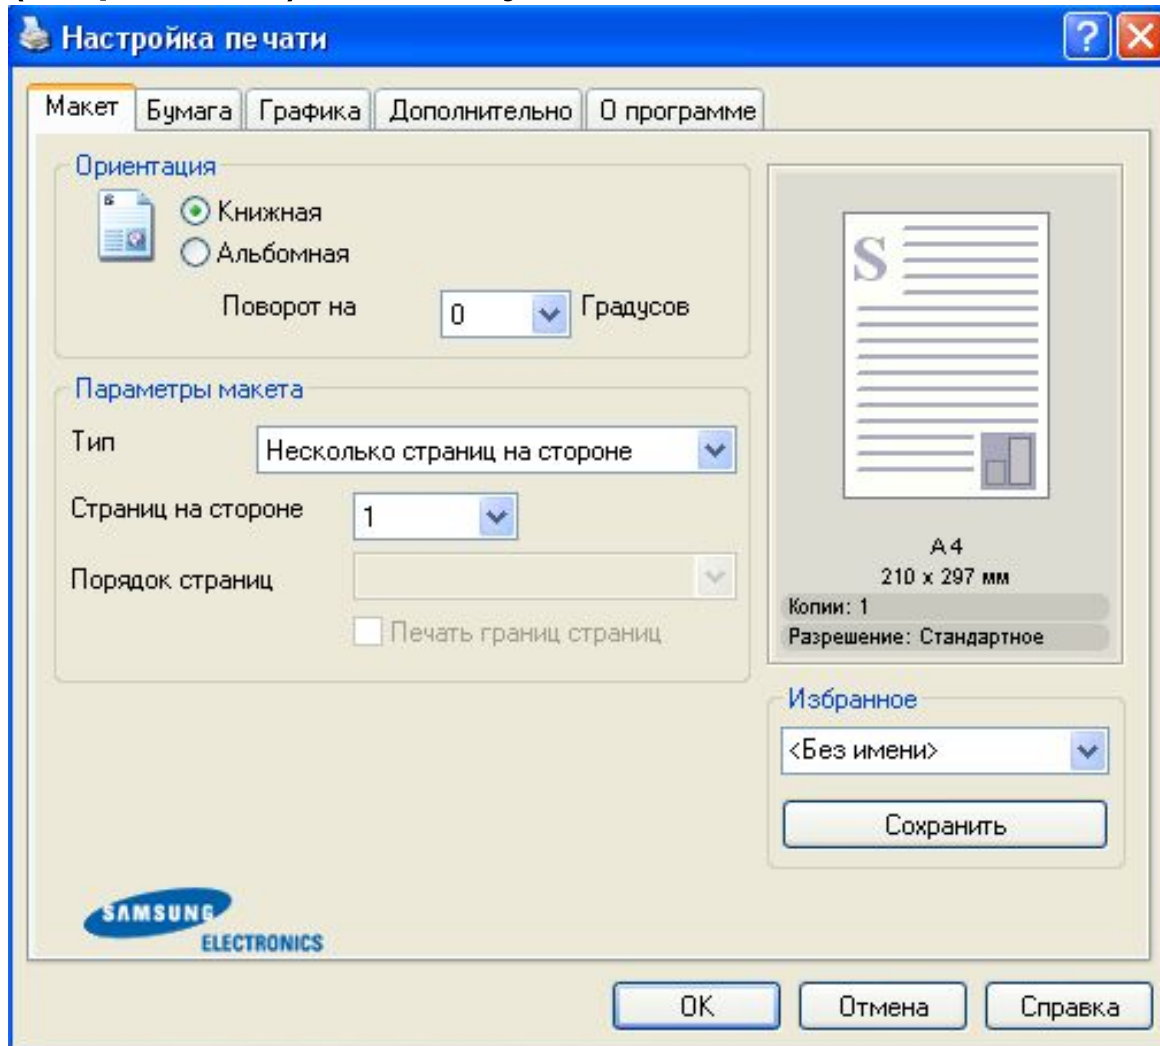 Настройка печати
Макет Бумага Графика Дополнительно О программе
Ориентация
Книжная
Альбомная
Поворот на 0 Градусов
Параметры макета
Тип Несколько страниц на стороне
Страниц на стороне 1
Порядок страниц
Печать границ страниц
S
A4
210 x 297 мм
Копии: 1
Разрешение: Стандартное
Избранное
<Без имени>
Сохранить
SAMSUNG
ELECTRONICS
OK Отмена Справка